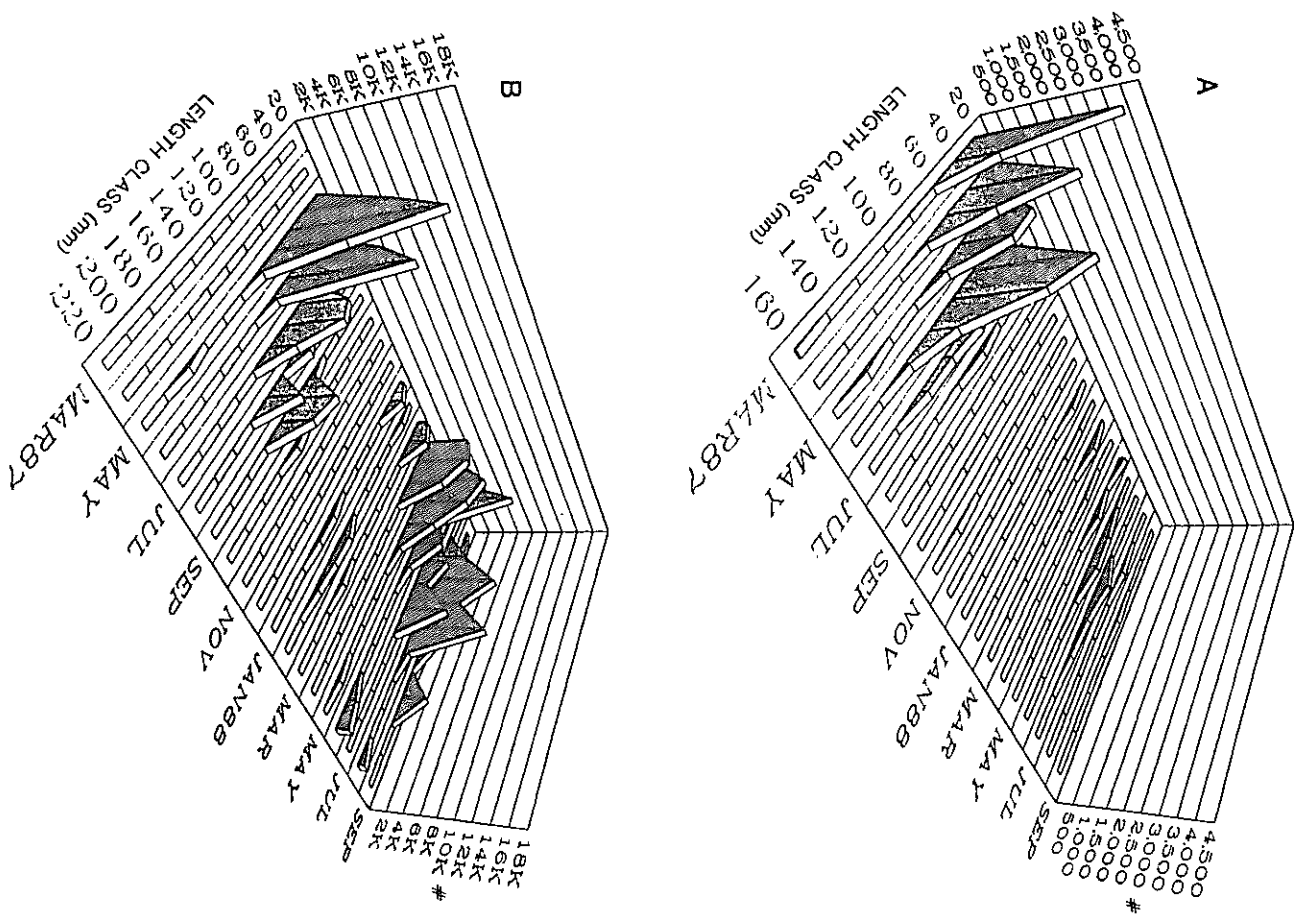 A
4,500
4,000
3,500
3,000
2,500
2,000
1,500
1,000
500
20
40
60
80
100
120
140
160
LENGTH CLASS (mm)
MAR87
MAY
JUL
SEP
NOV
JAN88
MAR
MAY
JUL
SEP
4,500
4,000
3,500
3,000
2,500
2,000
1,500
1,000
500
#
B
18K
16K
14K
12K
10K
8K
6K
4K
2K
20
40
60
80
100
120
140
160
180
200
220
LENGTH CLASS (mm)
MAR87
MAY
JUL
SEP
NOV
JAN88
MAR
MAY
JUL
SEP
18K
16K
14K
12K
10K
8K
6K
4K
2K
#